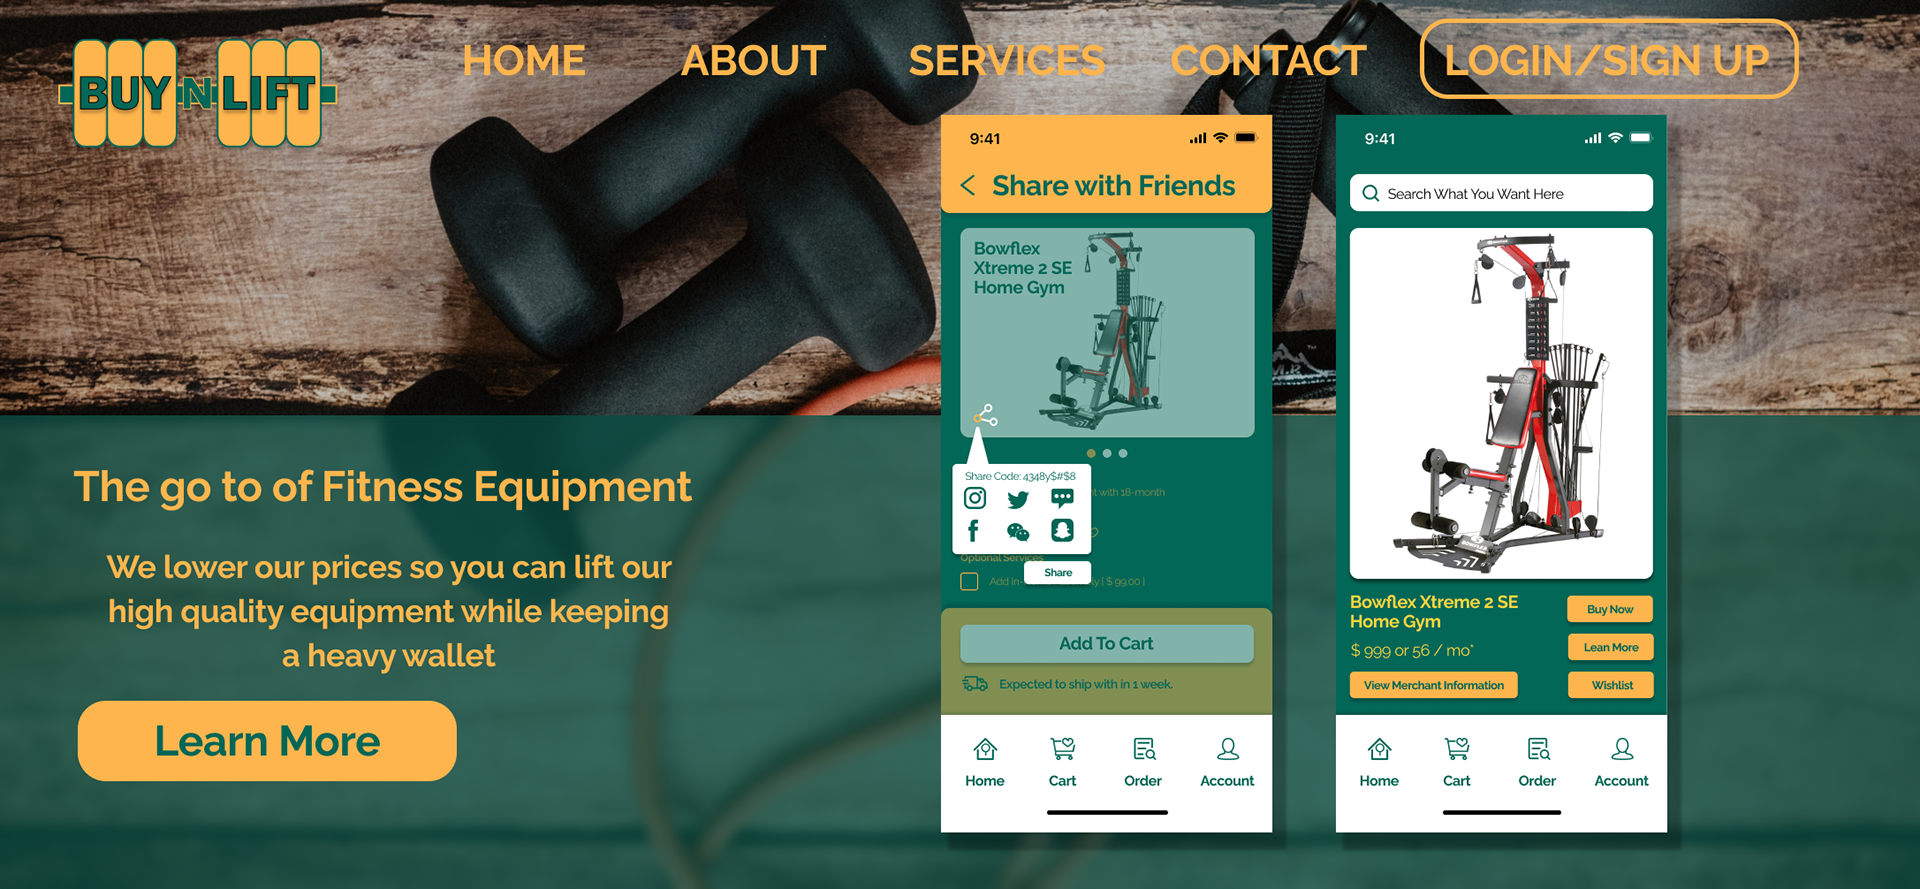 BUY N LIFT
HOME
ABOUT
SERVICES
CONTACT
LOGIN/SIGN UP
The go to of Fitness Equipment
We lower our prices so you can lift our
high quality equipment while keeping
a heavy wallet
Learn More
9:41
Share with Friends
Bowflex
Xtreme 2 SE
Home Gym
Share Code: 4348y$#$8
with 18-month
Optional Services
Share
Add In-
| $ 99.00 |
Add To Cart
Expected to ship with in 1 week.
Home
Cart
Order
Account
9:41
Search What You Want Here
BOWFLEX
Bowflex Xtreme 2 SE
Home Gym
$ 999 or 56 / mo*
Buy Now
Lean More
View Merchant Information
Wishlist
Home
Cart
Order
Account